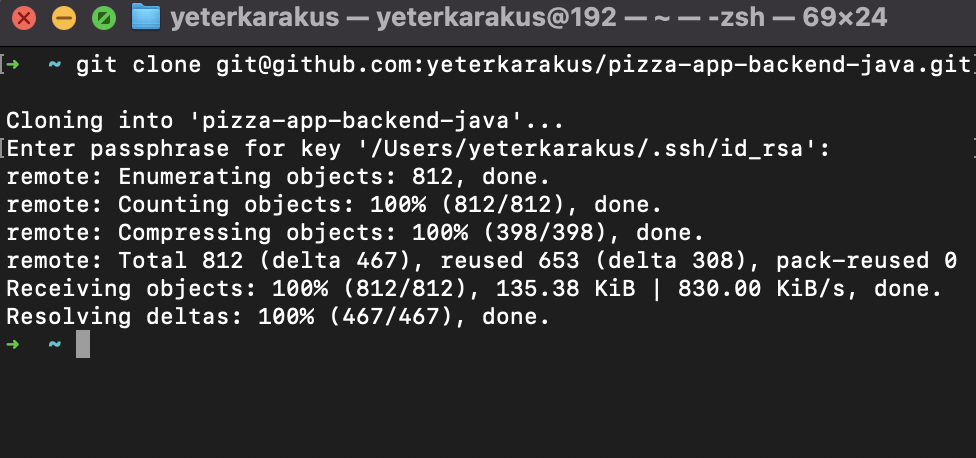 yeterkarakus — yeterkarakus@192 — ~ — -zsh — 69×24
[➜  ~ git clone git@github.com:yeterkarakus/pizza-app-backend-java.git]
Cloning into 'pizza-app-backend-java'...
[Enter passphrase for key '/Users/yeterkarakus/.ssh/id_rsa': ]
remote: Enumerating objects: 812, done.
remote: Counting objects: 100% (812/812), done.
remote: Compressing objects: 100% (398/398), done.
remote: Total 812 (delta 467), reused 653 (delta 308), pack-reused 0
Receiving objects: 100% (812/812), 135.38 KiB | 830.00 KiB/s, done.
Resolving deltas: 100% (467/467), done.
➜  ~